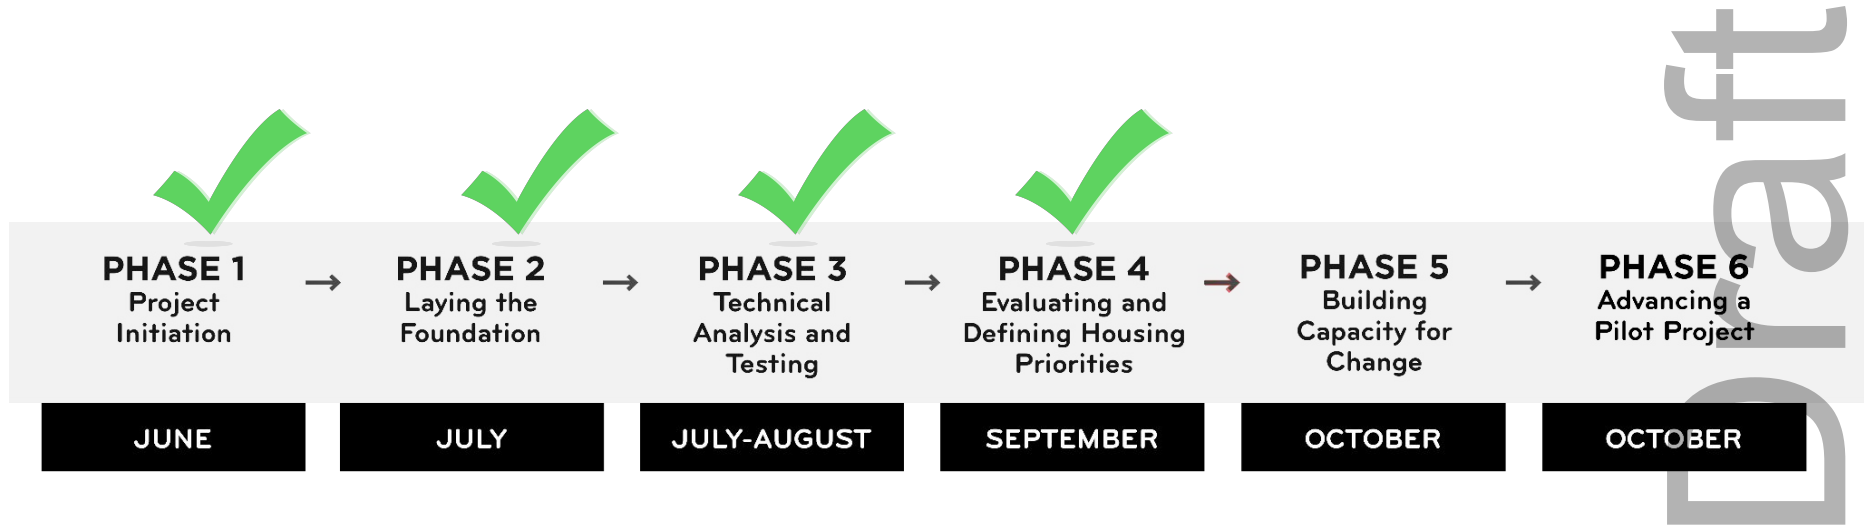 PHASE 1
Project
Initiation
JUNE
PHASE 2
Laying the
Foundation
JULY
PHASE 3
Technical
Analysis and
Testing
JULY-AUGUST
PHASE 4
Evaluating and
Defining Housing
Priorities
SEPTEMBER
PHASE 5
Building
Capacity for
Change
OCTOBER
PHASE 6
Advancing a
Pilot Project
OCTOBER
Draft